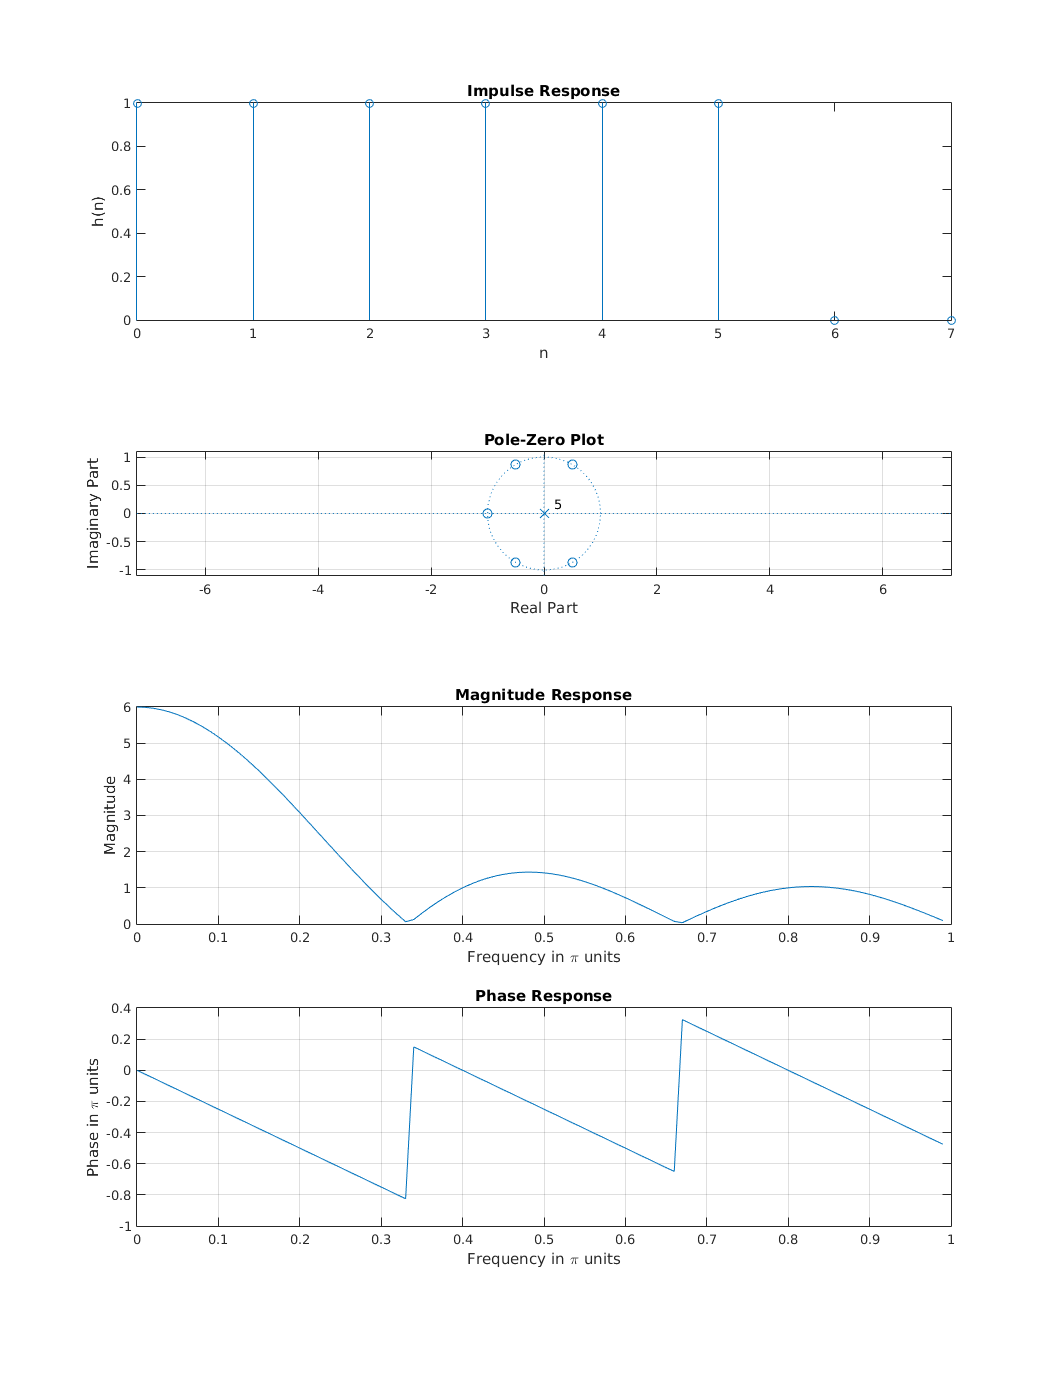 Impulse Response
1
0.8
0.6
0.4
0.2
0
h(n)
0 1 2 3 4 5 6 7
n
Pole-Zero Plot
1
0.5
0
-0.5
-1
Imaginary Part
5
-6 -4 -2 0 2 4 6
Real Part
Magnitude Response
6
5
4
3
2
1
0
Magnitude
0 0.1 0.2 0.3 0.4 0.5 0.6 0.7 0.8 0.9 1
Frequency in π units
Phase Response
0.4
0.2
0
-0.2
-0.4
-0.6
-0.8
-1
Phase in π units
0 0.1 0.2 0.3 0.4 0.5 0.6 0.7 0.8 0.9 1
Frequency in π units